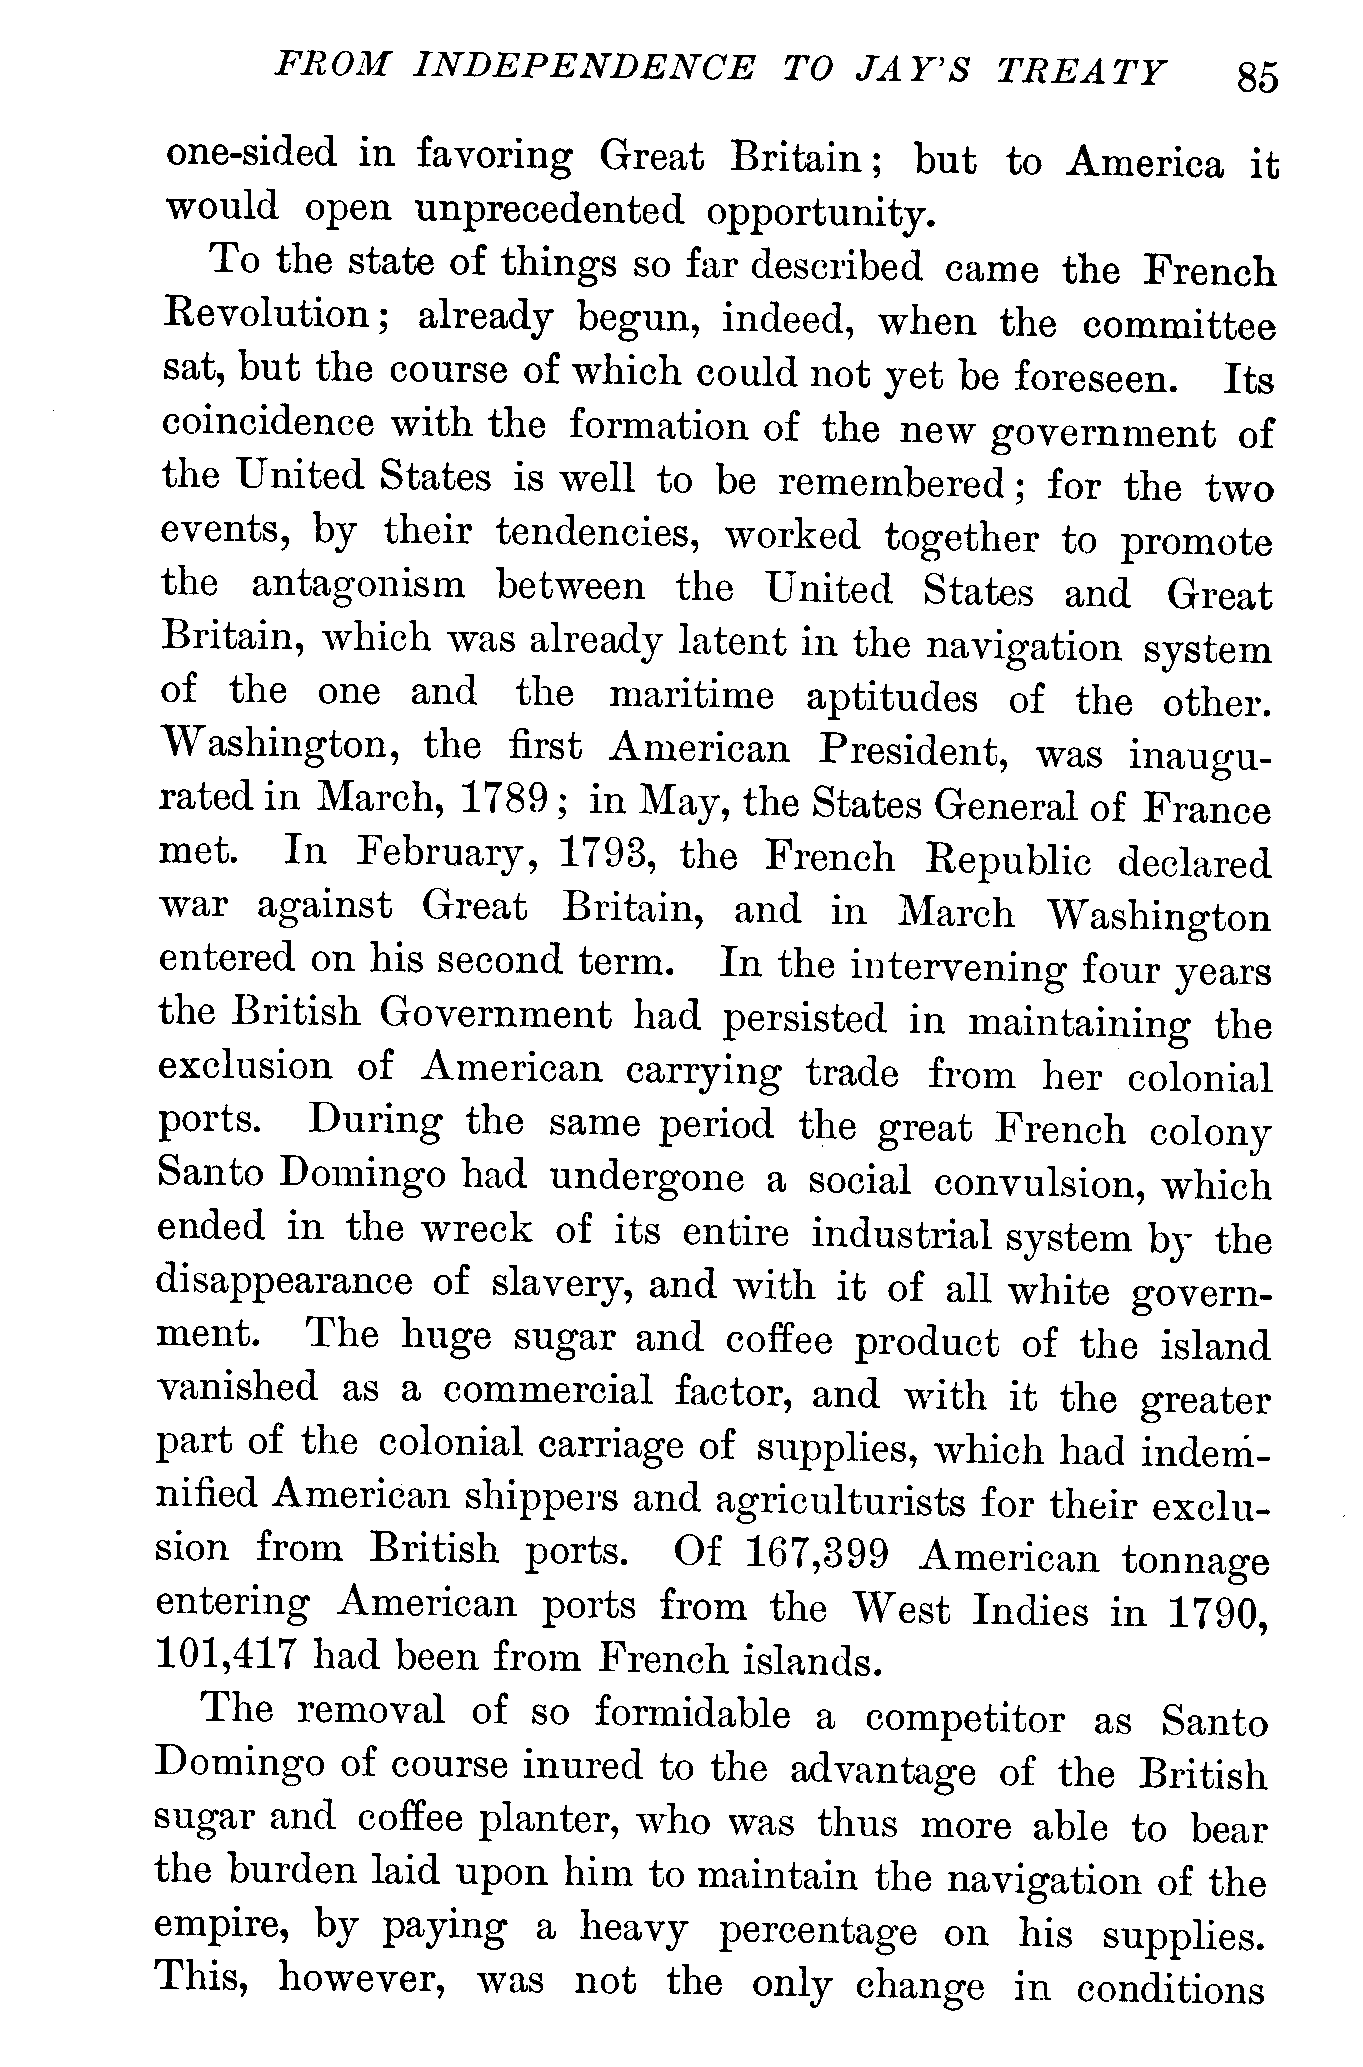 FROM INDEPENDENCE TO JAY'S TREATY 85
one-sided in favoring Great Britain; but to America it
would open unprecedented opportunity.
To the state of things so far described came the French
Revolution; already begun, indeed, when the committee
sat, but the course of which could not yet be foreseen. Its
coincidence with the formation of the new government of
the United States is well to be remembered; for the two
events, by their tendencies, worked together to promote
the antagonism between the United States and Great
Britain, which was already latent in the navigation system
of the one and the maritime aptitudes of the other.
Washington, the first American President, was inaugu-
rated in March, 1789; in May, the States General of France
met. In February, 1793, the French Republic declared
war against Great Britain, and in March Washington
entered on his second term. In the intervening four years
the British Government had persisted in maintaining the
exclusion of American carrying trade from her colonial
ports. During the same period the great French colony
Santo Domingo had undergone a social convulsion, which
ended in the wreck of its entire industrial system by the
disappearance of slavery, and with it of all white govern-
ment. The huge sugar and coffee product of the island
vanished as a commercial factor, and with it the greater
part of the colonial carriage of supplies, which had indem-
nified American shippers and agriculturists for their exclu-
sion from British ports. Of 167,399 American tonnage
entering American ports from the West Indies in 1790,
101,417 had been from French islands.
The removal of so formidable a competitor as Santo
Domingo of course inured to the advantage of the British
sugar and coffee planter, who was thus more able to bear
the burden laid upon him to maintain the navigation of the
empire, by paying a heavy percentage on his supplies.
This, however, was not the only change in conditions